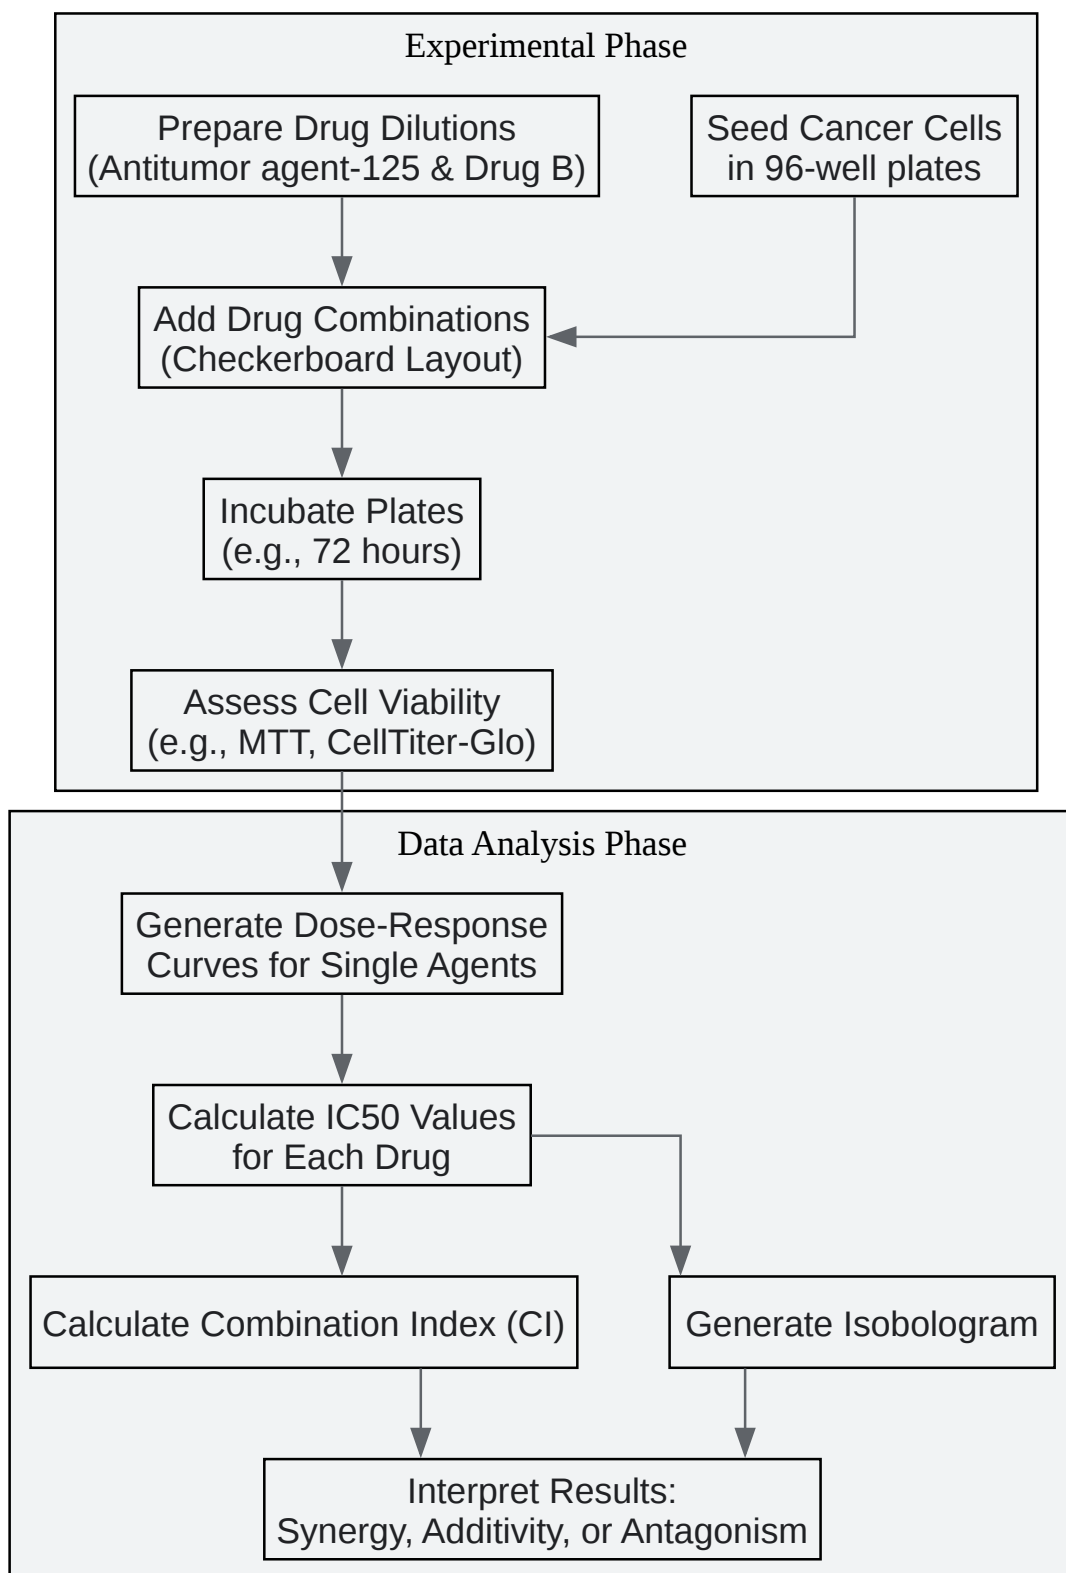 Experimental Phase
Prepare Drug Dilutions
(Antitumor agent-125 & Drug B)
Seed Cancer Cells
in 96-well plates
Add Drug Combinations
(Checkerboard Layout)
Incubate Plates
(e.g., 72 hours)
Assess Cell Viability
(e.g., MTT, CellTiter-Glo)
Data Analysis Phase
Generate Dose-Response
Curves for Single Agents
Calculate IC50 Values
for Each Drug
Calculate Combination Index (CI)
Generate Isobologram
Interpret Results:
Synergy, Additivity, or Antagonism